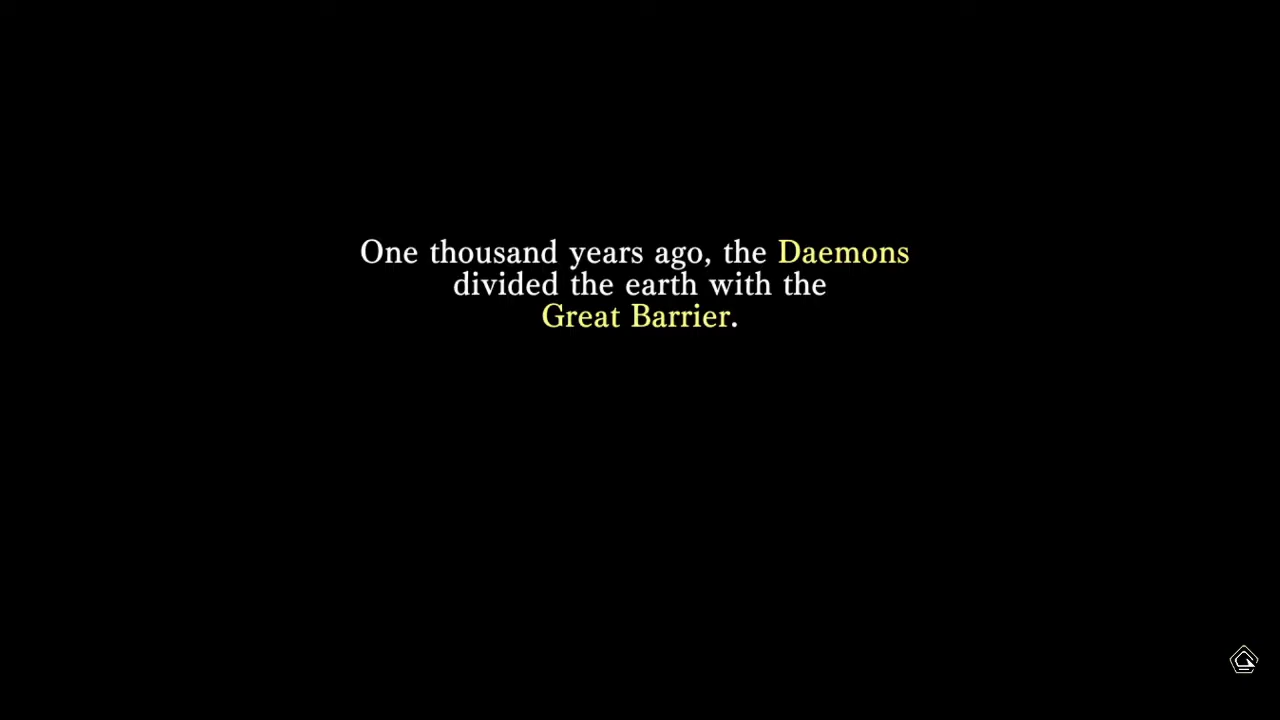 One thousand years ago, the Daemons
divided the earth with the
Great Barrier.